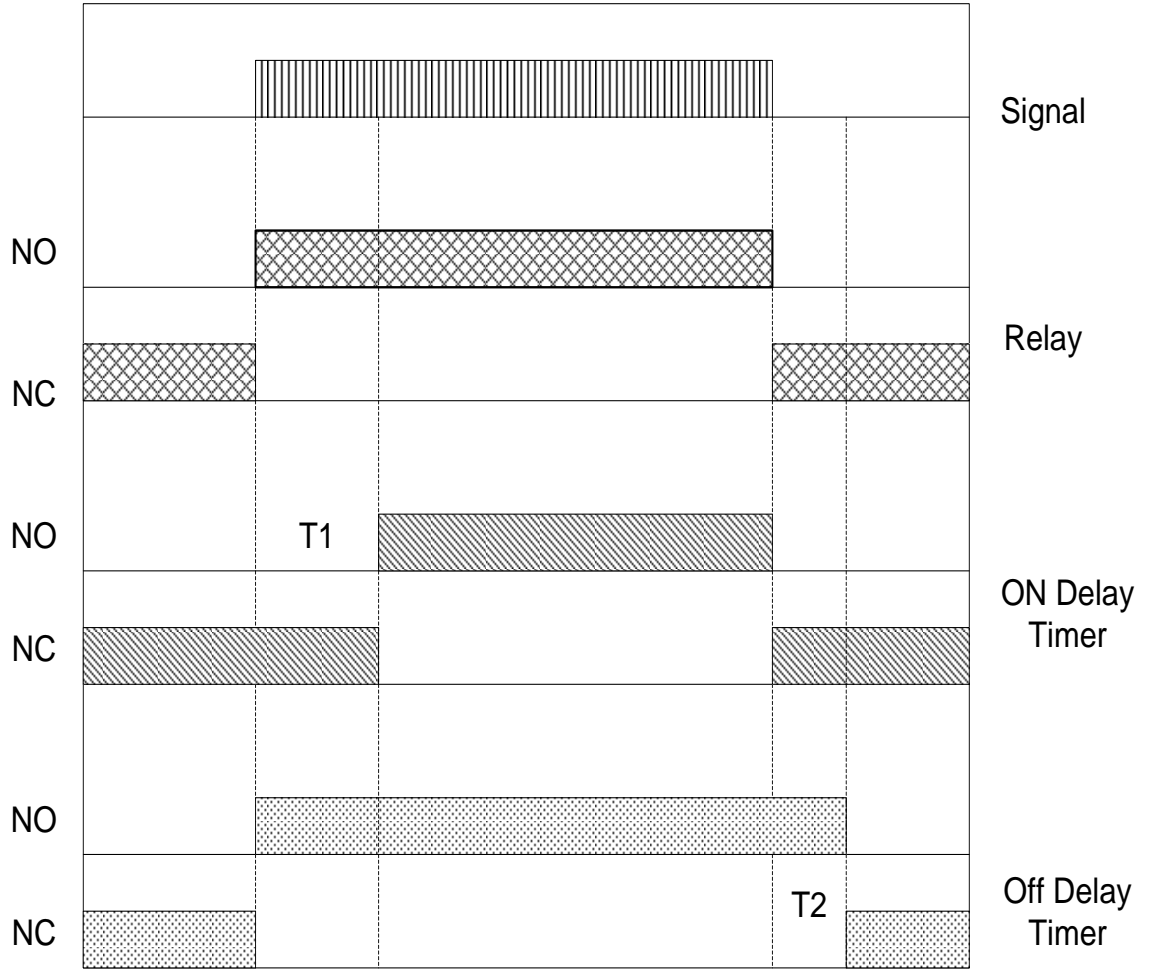 Signal
NO
Relay
NC
NO
T1
ON Delay
Timer
NC
NO
T2
Off Delay
Timer
NC